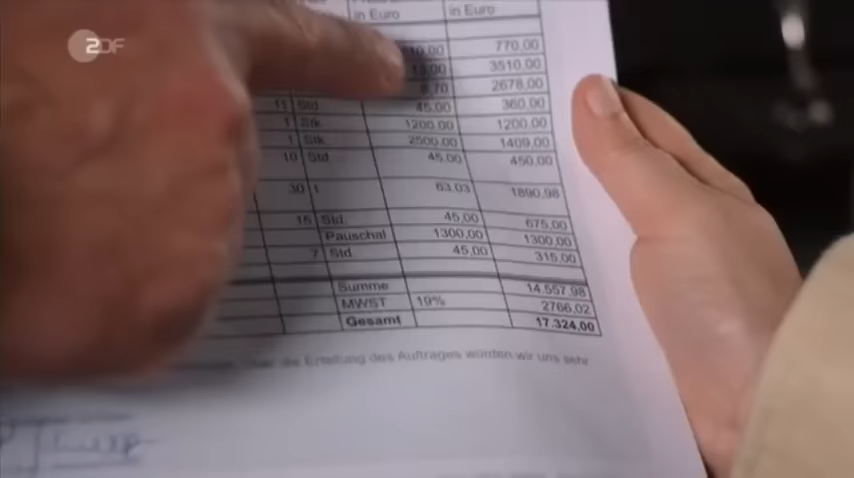 2DF
in Euro in Euro
10,00 770,00
3510,00
8,70 2678,00
11 Std 45,00 360,00
1 Stk 1200,00 1200,00
1 Stk 2500,00 1409,00
10 Std. 45,00 450,00
30 t 63,03 1890,98
15 Std. 45,00 675,00
Pauschal 1300,00 1300,00
7 Std. 45,00 315,00
Summe 14.557,98
MWST 19% 2766,02
Gesamt 17.324,00
die Erteilung des Auftrages würden wir uns sehr